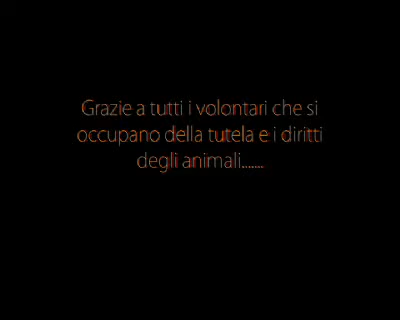 Grazie a tutti i volontari che si
occupano della tutela e i diritti
degli animali.......